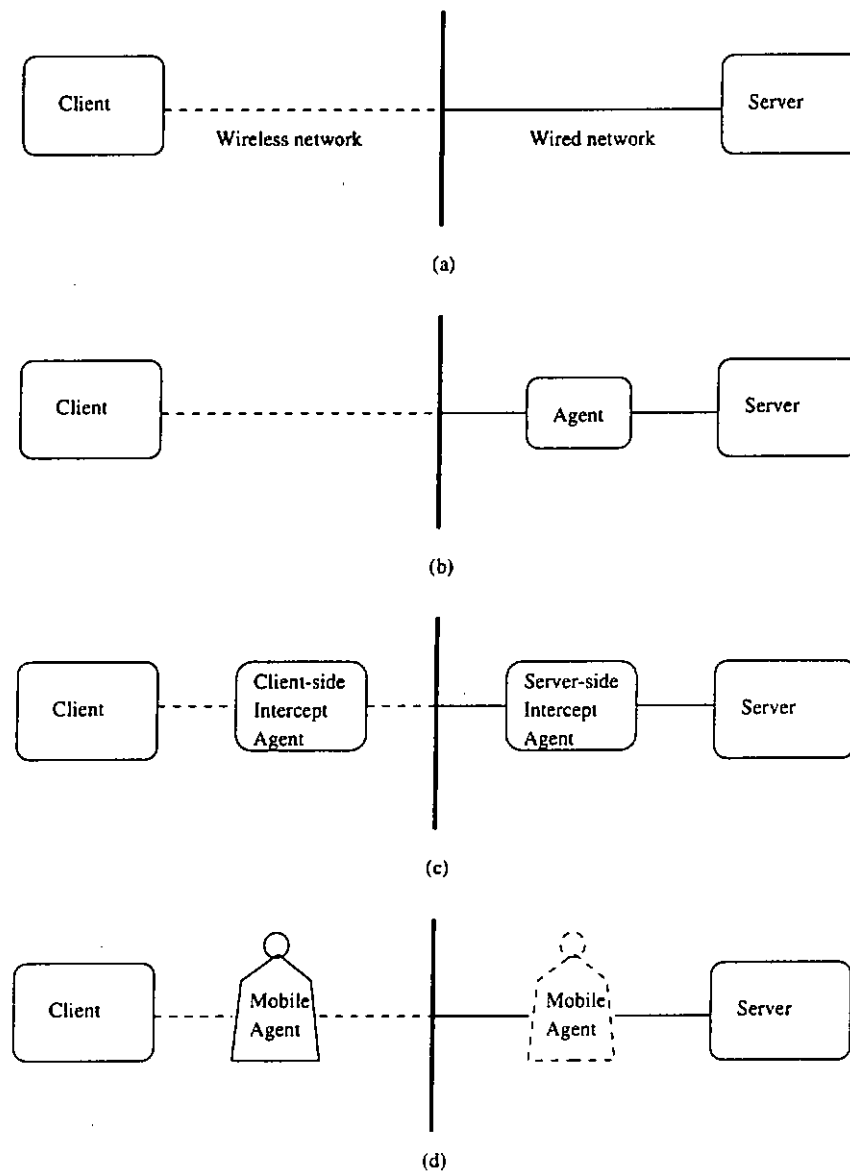 Client
Server
Wireless network
Wired network
(a)
Client
Agent
Server
(b)
Client
Client-side
Intercept
Agent
Server-side
Intercept
Agent
Server
(c)
Client
Mobile
Agent
Mobile
Agent
Server
(d)